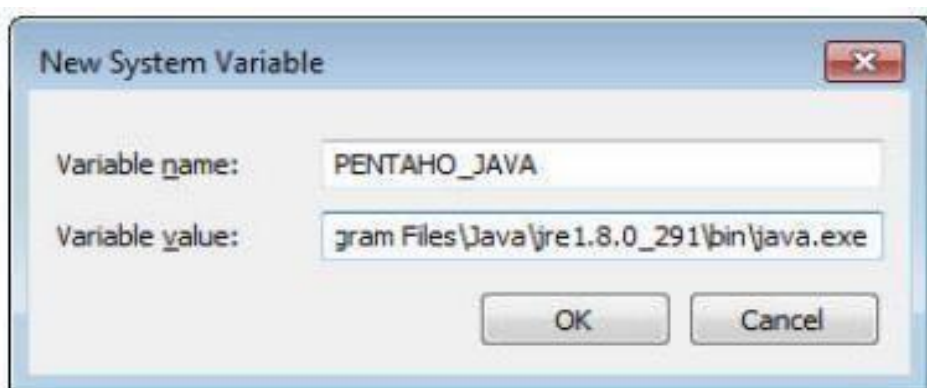 New System Variable
Variable name: PENTAHO_JAVA
Variable value: gram Files\Java\jre1.8.0_291\bin\java.exe
OK Cancel